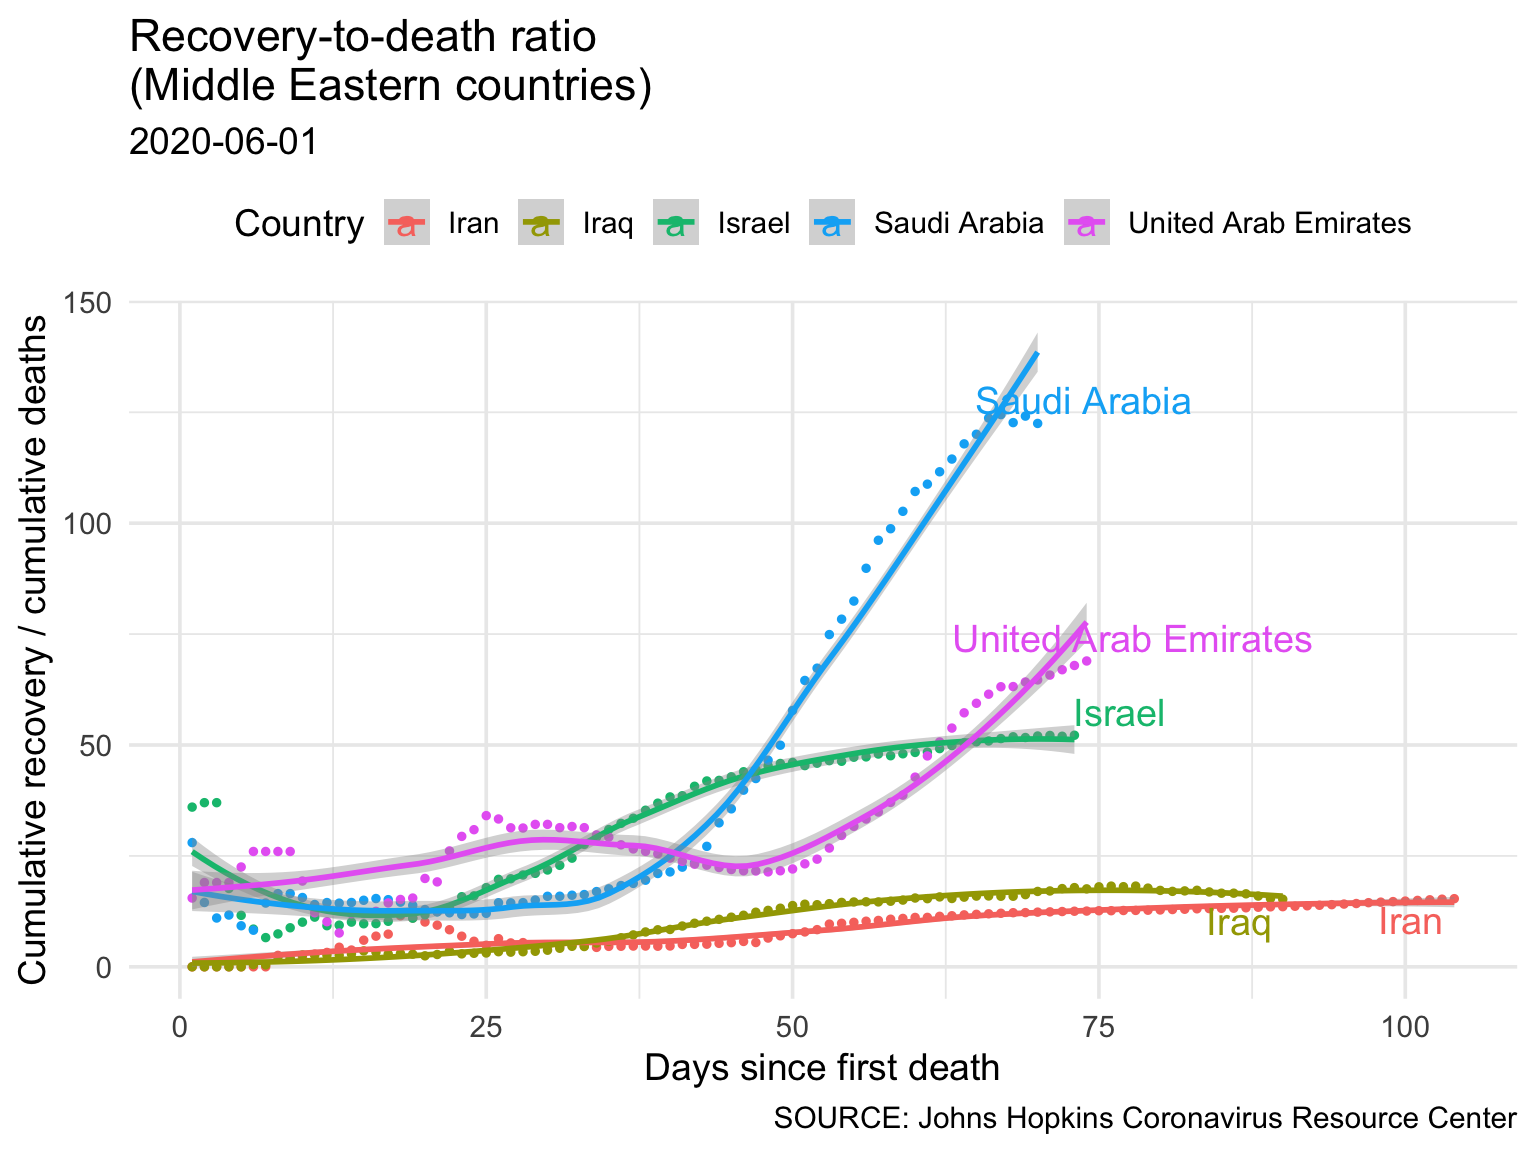 Recovery-to-death ratio
(Middle Eastern countries)
2020-06-01
Country a Iran a Iraq a Israel a Saudi Arabia a United Arab Emirates
Cumulative recovery / cumulative deaths
150
100
50
0
Saudi Arabia
United Arab Emirates
Israel
Iraq
Iran
0 25 50 75 100
Days since first death
SOURCE: Johns Hopkins Coronavirus Resource Center